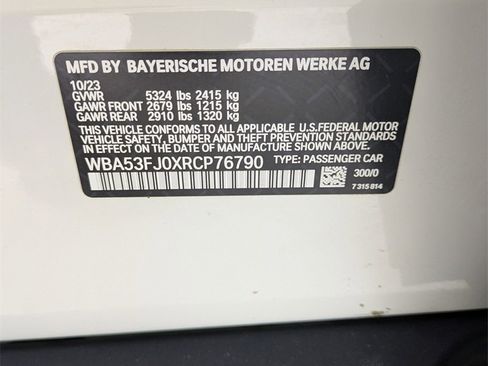 MFD BY BAYERISCHE MOTOREN WERKE AG
10/23
GVWR 5324 lbs 2415 kg
GAWR FRONT 2679 lbs 1215 kg
GAWR REAR 2910 lbs 1320 kg
THIS VEHICLE CONFORMS TO ALL APPLICABLE U.S.FEDERAL MOTOR
VEHICLE SAFETY, BUMPER AND THEFT PREVENTION STANDARDS
IN EFFECT ON THE DATE OF MANUFACTURE SHOWN ABOVE.
WBA53FJ0XRCP76790 TYPE: PASSENGER CAR
300/0
7 315 814